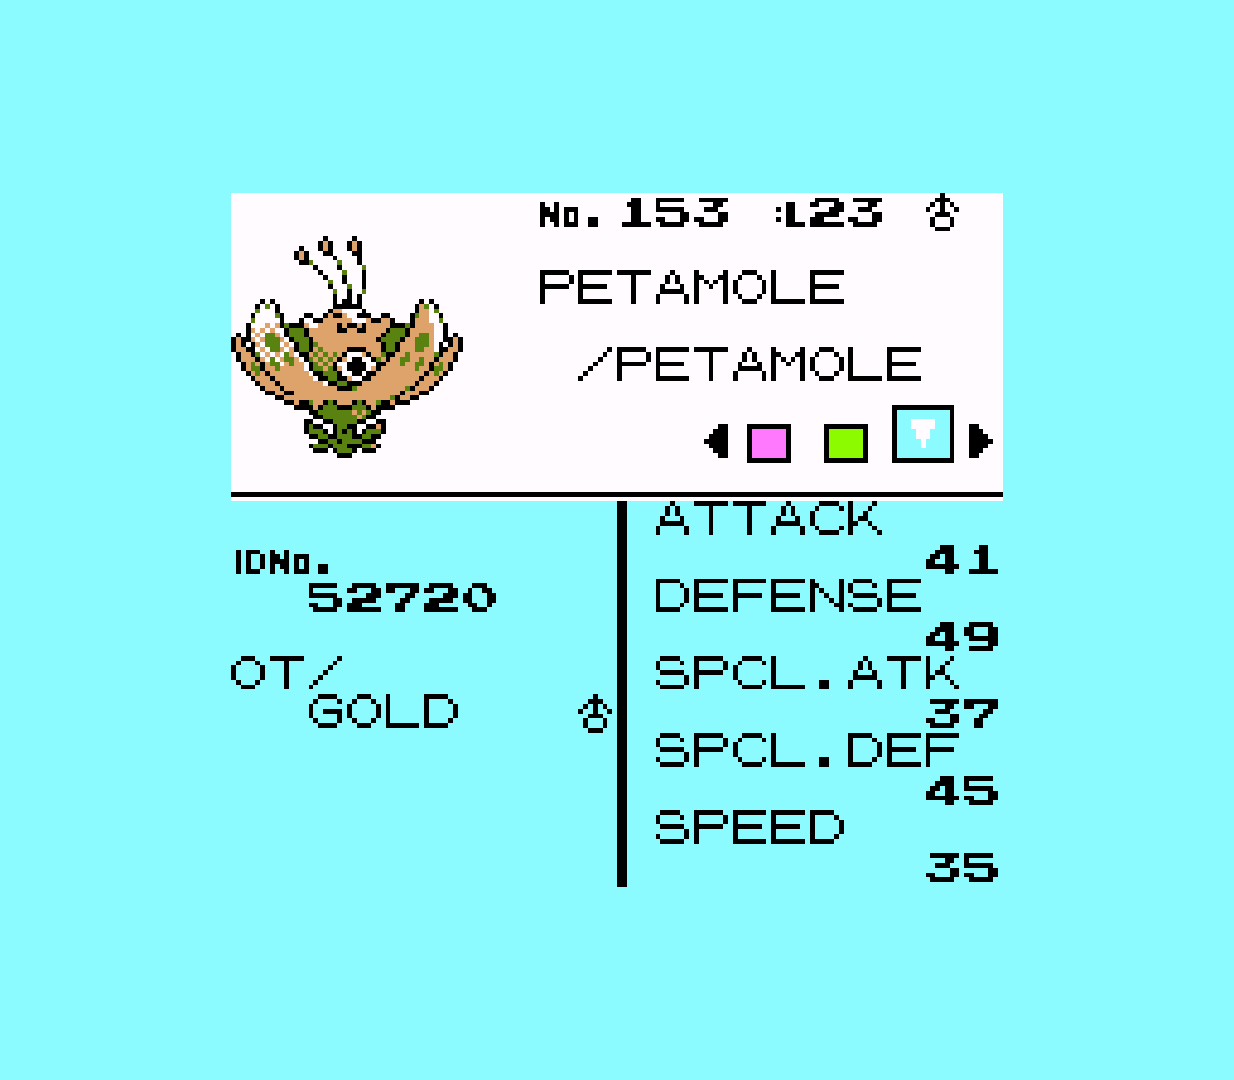 No. 153 :L23 ♂
PETAMOLE
/PETAMOLE
IDNo.
52720
OT/
GOLD ♂
ATTACK
41
DEFENSE
49
SPCL.ATK
37
SPCL.DEF
45
SPEED
35